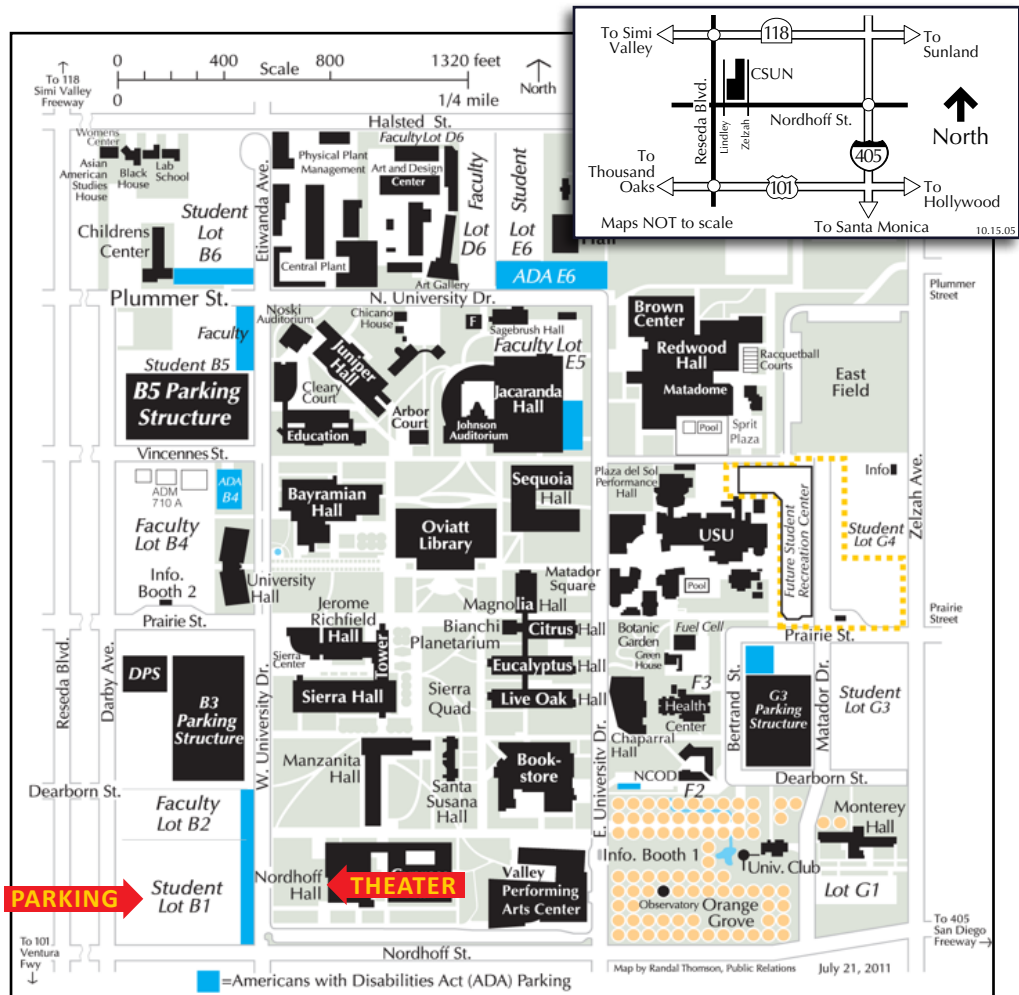 To 118
Simi Valley
Freeway
0
400
Scale
800
1320 feet
0
1/4 mile
North
To Simi
Valley
118
To
Sunland
CSUN
Reseda Blvd.
Lindley
Zelzah
Nordhoff St.
North
405
To
Thousand
Oaks
101
To
Hollywood
Maps NOT to scale
To Santa Monica
10.15.05
Halsted St.
Womens
Center
Asian
American
Studies
House
Black
House
Lab
School
Student
Lot
B6
Childrens
Center
Etiwanda Ave.
Physical Plant
Management
Faculty Lot D6
Art and Design
Center
Central Plant
Art Gallery
Faculty
Lot
D6
Student
Lot
E6
Hall
ADA E6
Plummer St.
N. University Dr.
Plummer
Street
Faculty
Student B5
B5 Parking
Structure
Vincennes St.
Noski
Auditorium
Chicano
House
F
Sagebrush Hall
Faculty Lot
E5
Juniper
Hall
Cleary
Court
Education
Arbor
Court
Johnson
Auditorium
Jacaranda
Hall
Brown
Center
Redwood
Hall
Matadome
Racquetball
Courts
Pool
Sprit
Plaza
East
Field
ADM
710 A
ADA
B4
Faculty
Lot B4
Info.
Booth 2
University
Hall
Prairie St.
Bayramian
Hall
Oviatt
Library
Sequoia
Hall
Plaza del Sol
Performance
Hall
USU
Pool
Future Student
Recreation Center
Info
Student
Lot G4
Zelzah Ave.
Matador
Square
Magnolia Hall
Bianchi
Planetarium
Citrus Hall
Eucalyptus Hall
Live Oak Hall
Jerome
Richfield
Hall
Tower
Sierra
Center
Sierra Hall
Sierra
Quad
Botanic
Garden
Fuel Cell
Green
House
Prairie St.
Prairie
Street
Reseda Blvd.
Darby Ave.
DPS
B3
Parking
Structure
W. University Dr.
F3
Health
Center
Chaparral
Hall
NCOD
F2
Bertrand St.
G3
Parking
Structure
Matador Dr.
Student
Lot G3
Dearborn St.
Dearborn St.
Manzanita
Hall
Santa
Susana
Hall
Book-
store
E. University Dr.
Faculty
Lot B2
Student
Lot B1
PARKING
Nordhoff
Hall
THEATER
Valley
Performing
Arts Center
Info. Booth 1
Univ. Club
Observatory
Orange
Grove
Monterey
Hall
Lot G1
To 101
Ventura
Fwy
Nordhoff St.
To 405
San Diego
Freeway
=Americans with Disabilities Act (ADA) Parking
Map by Randal Thomson, Public Relations
July 21, 2011